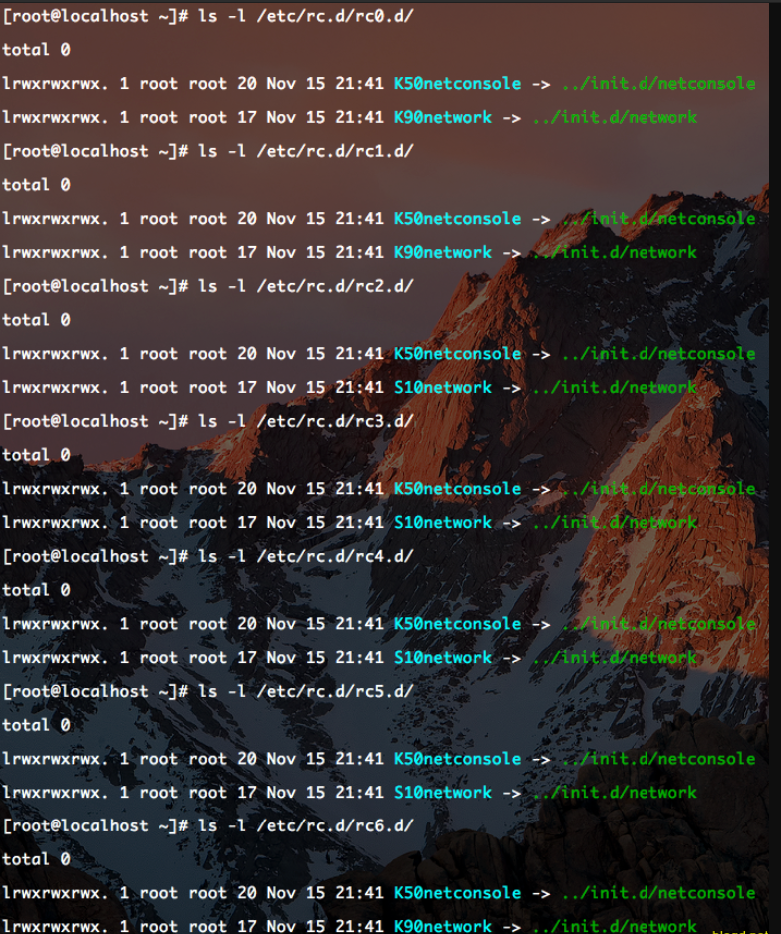 [root@localhost ~]# ls -l /etc/rc.d/rc0.d/
total 0
lrwxrwxrwx. 1 root root 20 Nov 15 21:41 K50netconsole -> ../init.d/netconsole
lrwxrwxrwx. 1 root root 17 Nov 15 21:41 K90network -> ../init.d/network
[root@localhost ~]# ls -l /etc/rc.d/rc1.d/
total 0
lrwxrwxrwx. 1 root root 20 Nov 15 21:41 K50netconsole -> ../init.d/netconsole
lrwxrwxrwx. 1 root root 17 Nov 15 21:41 K90network -> ../init.d/network
[root@localhost ~]# ls -l /etc/rc.d/rc2.d/
total 0
lrwxrwxrwx. 1 root root 20 Nov 15 21:41 K50netconsole -> ../init.d/netconsole
lrwxrwxrwx. 1 root root 17 Nov 15 21:41 S10network -> ../init.d/network
[root@localhost ~]# ls -l /etc/rc.d/rc3.d/
total 0
lrwxrwxrwx. 1 root root 20 Nov 15 21:41 K50netconsole -> ../init.d/netconsole
lrwxrwxrwx. 1 root root 17 Nov 15 21:41 S10network -> ../init.d/network
[root@localhost ~]# ls -l /etc/rc.d/rc4.d/
total 0
lrwxrwxrwx. 1 root root 20 Nov 15 21:41 K50netconsole -> ../init.d/netconsole
lrwxrwxrwx. 1 root root 17 Nov 15 21:41 S10network -> ../init.d/network
[root@localhost ~]# ls -l /etc/rc.d/rc5.d/
total 0
lrwxrwxrwx. 1 root root 20 Nov 15 21:41 K50netconsole -> ../init.d/netconsole
lrwxrwxrwx. 1 root root 17 Nov 15 21:41 S10network -> ../init.d/network
[root@localhost ~]# ls -l /etc/rc.d/rc6.d/
total 0
lrwxrwxrwx. 1 root root 20 Nov 15 21:41 K50netconsole -> ../init.d/netconsole
lrwxrwxrwx. 1 root root 17 Nov 15 21:41 K90network -> ../init.d/network